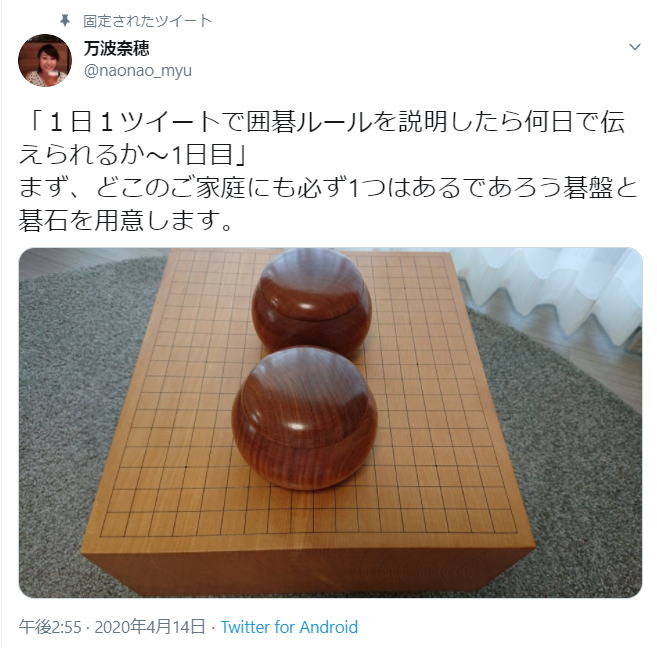 固定されたツイート
万波奈穂
@naonao_myu
「１日１ツイートで囲碁ルールを説明したら何日で伝
えられるか～1日目」
まず、どこのご家庭にも必ず1つはあるであろう碁盤と
碁石を用意します。
午後2:55 · 2020年4月14日 · Twitter for Android